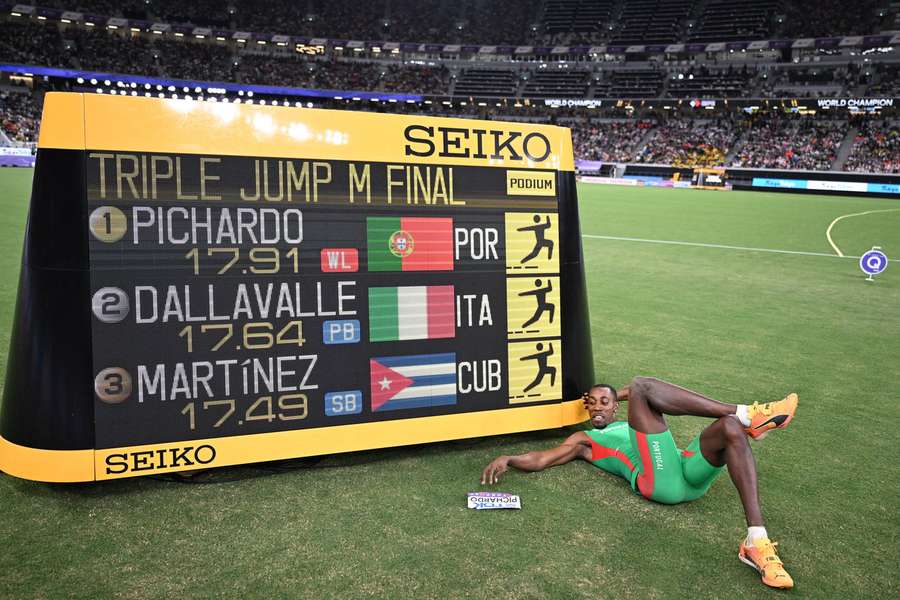 WORLD CHAMPION
WORLD CHAMPION
SEIKO
TRIPLE JUMP M FINAL
PODIUM
1 PICHARDO POR
17.91 WL
2 DALLAVALLE ITA
17.64 PB
3 MARTíNEZ CUB
17.49 SB
SEIKO
PORTUGAL
PICHARDO
TDK
Q